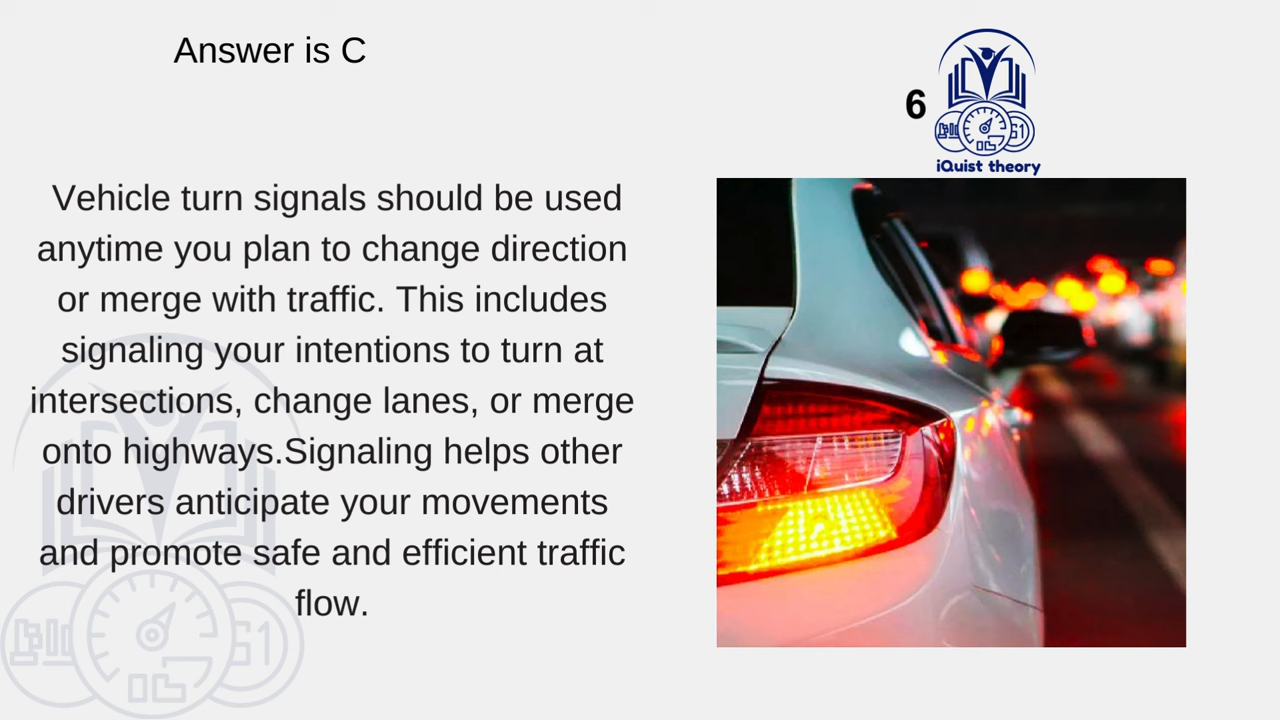 Answer is C
6
iQuist theory
Vehicle turn signals should be used
anytime you plan to change direction
or merge with traffic. This includes
signaling your intentions to turn at
intersections, change lanes, or merge
onto highways.Signaling helps other
drivers anticipate your movements
and promote safe and efficient traffic
flow.